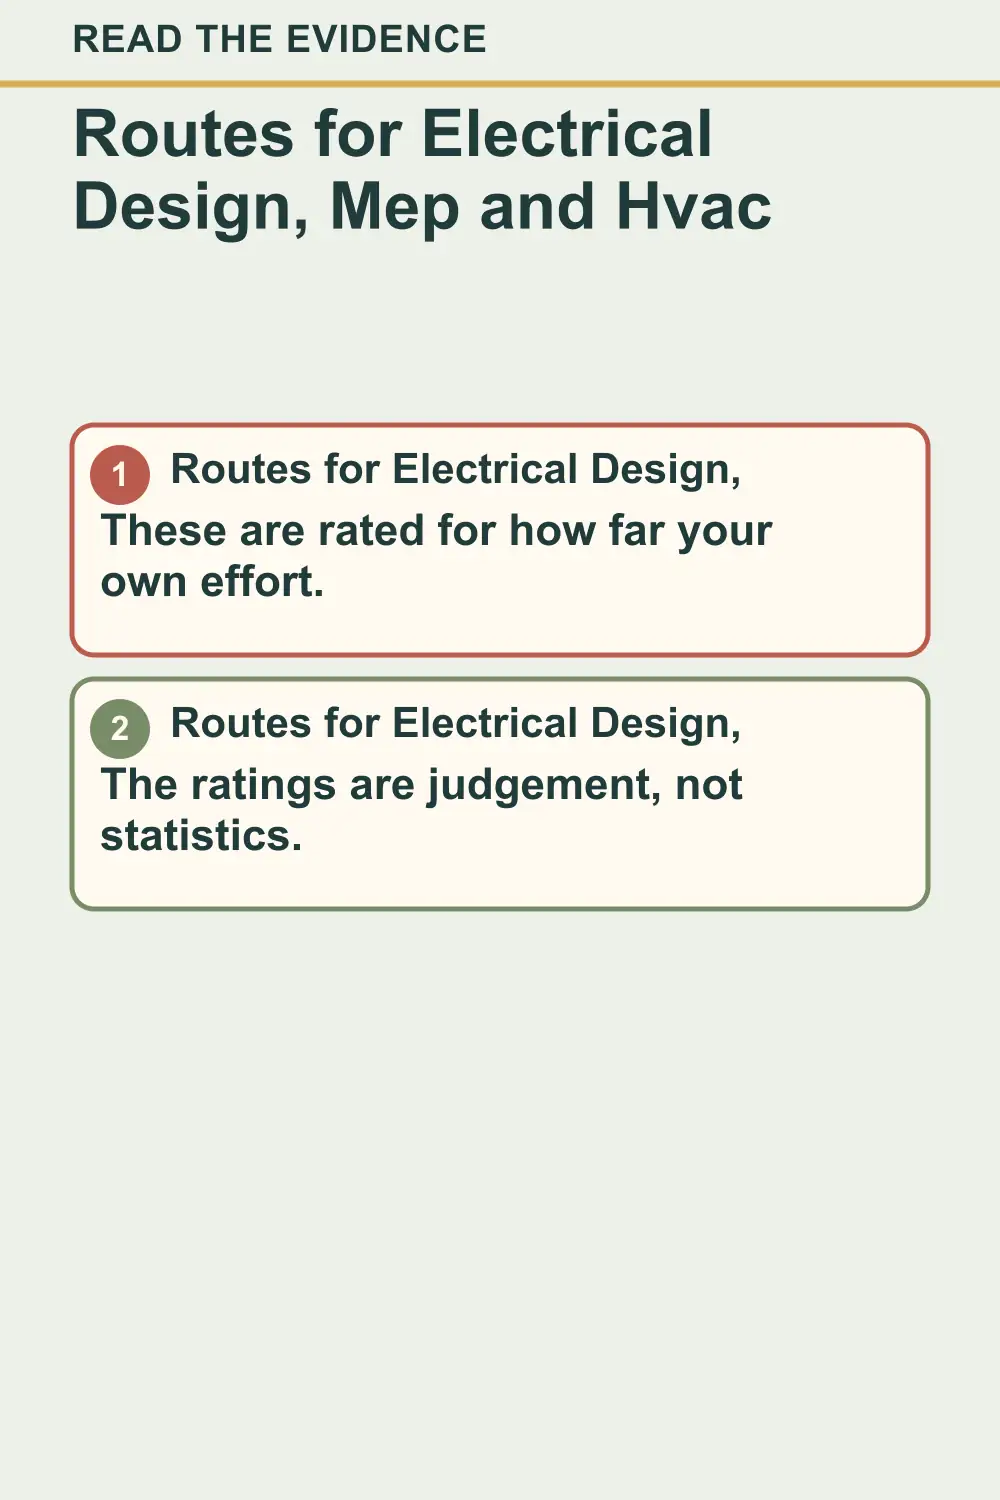 READ THE EVIDENCE
Routes for Electrical
Design, Mep and Hvac
1 Routes for Electrical Design,
These are rated for how far your
own effort.
2 Routes for Electrical Design,
The ratings are judgement, not
statistics.